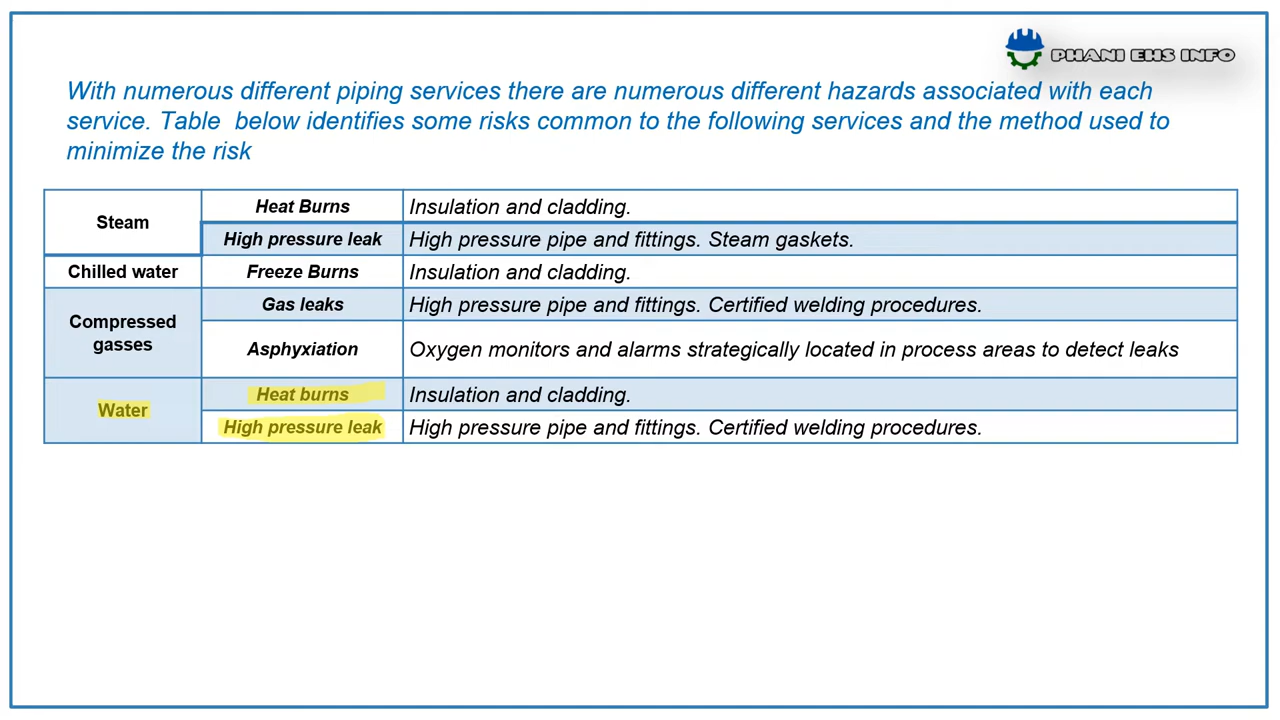 PHANI EHS INFO
With numerous different piping services there are numerous different hazards associated with each
service. Table below identifies some risks common to the following services and the method used to
minimize the risk
Steam
Heat Burns
Insulation and cladding.
High pressure leak
High pressure pipe and fittings. Steam gaskets.
Chilled water
Freeze Burns
Insulation and cladding.
Compressed
gasses
Gas leaks
High pressure pipe and fittings. Certified welding procedures.
Asphyxiation
Oxygen monitors and alarms strategically located in process areas to detect leaks
Water
Heat burns
Insulation and cladding.
High pressure leak
High pressure pipe and fittings. Certified welding procedures.